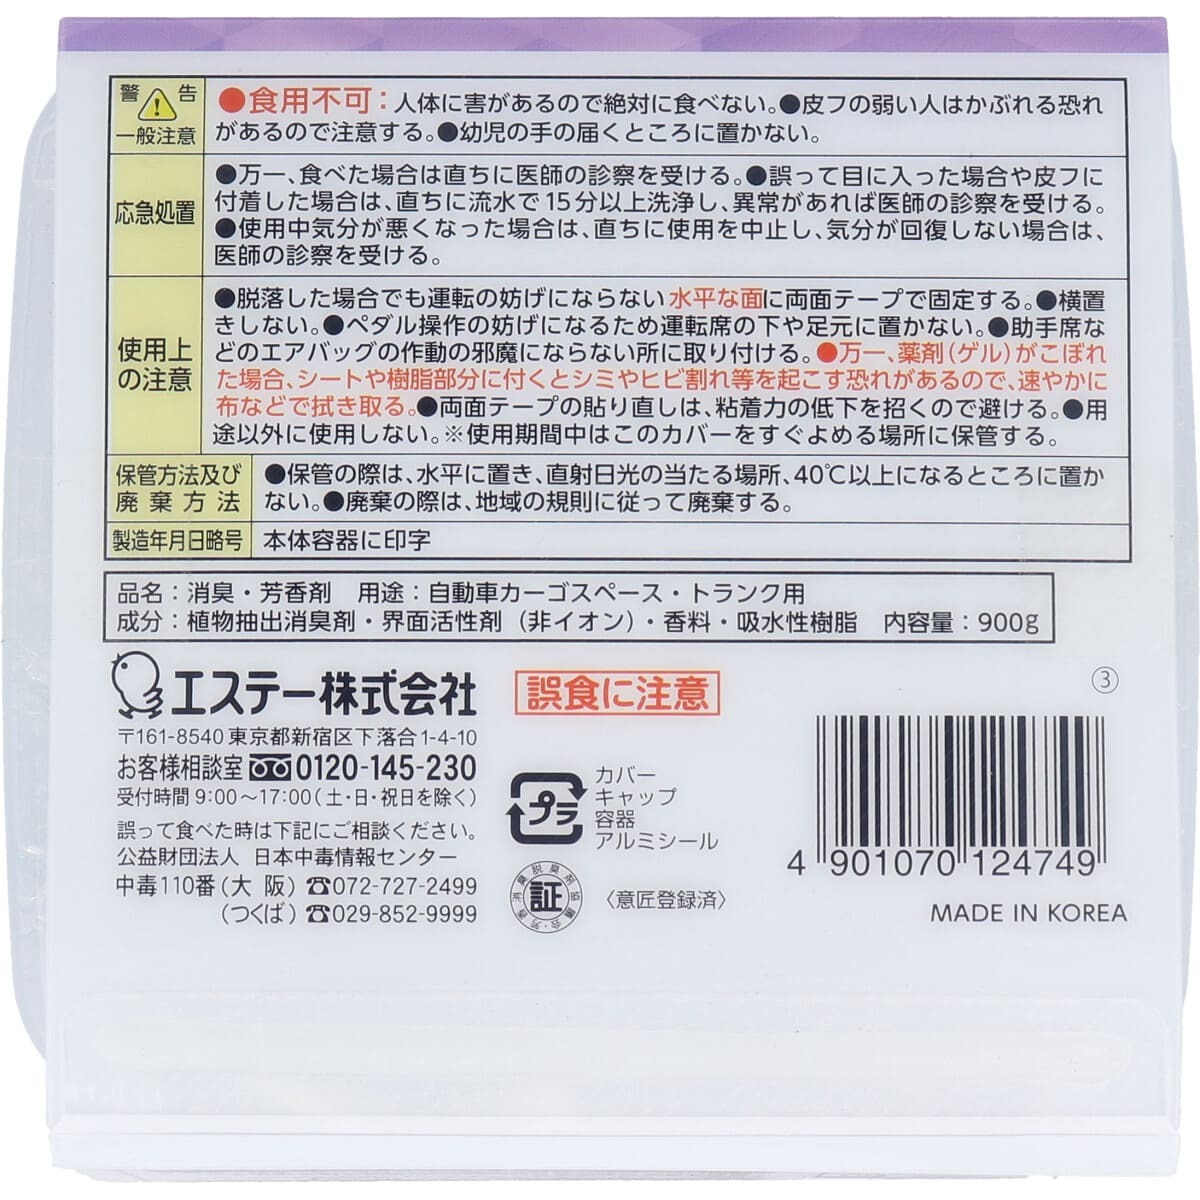 警告
一般注意
●食用不可：人体に害があるので絶対に食べない。●皮フの弱い人はかぶれる恐れ
があるので注意する。●幼児の手の届くところに置かない。
応急処置
●万一、食べた場合は直ちに医師の診察を受ける。●誤って目に入った場合や皮フに
付着した場合は、直ちに流水で15分以上洗浄し、異常があれば医師の診察を受ける。
●使用中気分が悪くなった場合は、直ちに使用を中止し、気分が回復しない場合は、
医師の診察を受ける。
使用上
の注意
●脱落した場合でも運転の妨げにならない水平な面に両面テープで固定する。●横置
きしない。●ペダル操作の妨げになるため運転席の下や足元に置かない。●助手席な
どのエアバッグの作動の邪魔にならない所に取り付ける。●万一、薬剤(ゲル)がこぼれ
た場合、シートや樹脂部分に付くとシミやヒビ割れ等を起こす恐れがあるので、速やかに
布などで拭き取る。●両面テープの貼り直しは、粘着力の低下を招くので避ける。●用
途以外に使用しない。※使用期間中はこのカバーをすぐよめる場所に保管する。
保管方法及び
廃棄方法
●保管の際は、水平に置き、直射日光の当たる場所、40℃以上になるところに置か
ない。●廃棄の際は、地域の規則に従って廃棄する。
製造年月日略号
本体容器に印字
品名：消臭・芳香剤　用途：自動車カーゴスペース・トランク用
成分：植物抽出消臭剤・界面活性剤（非イオン）・香料・吸水性樹脂　内容量：900g
エステー株式会社
〒161-8540 東京都新宿区下落合1-4-10
お客様相談室 0120-145-230
受付時間 9:00〜17:00（土・日・祝日を除く）
誤って食べた時は下記にご相談ください。
公益財団法人 日本中毒情報センター
中毒110番（大 阪）☎072-727-2499
（つくば）☎029-852-9999
誤食に注意
プラ
カバー
キャップ
容器
アルミシール
証
消臭脱臭剤協議会・芳香
〈意匠登録済〉
③
4 901070 124749
MADE IN KOREA